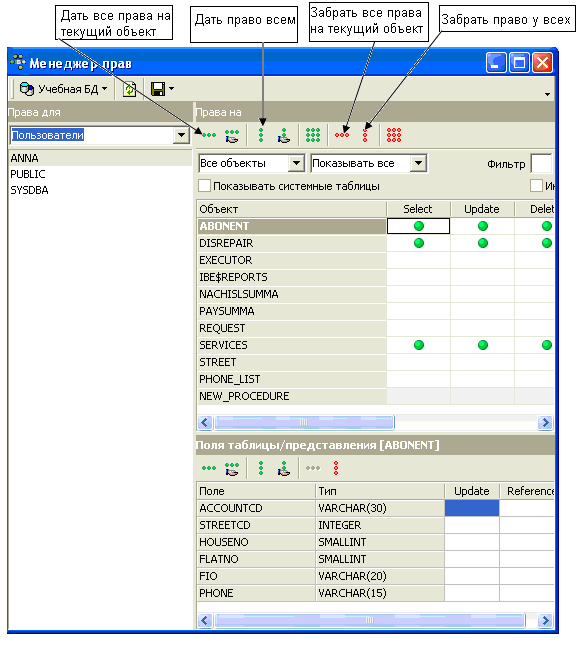 Дать все права на
текущий объект
Дать право всем
Забрать все права
на текущий объект
Забрать право у всех
Менеджер прав
Учебная БД
Права для
Права на
Пользователи
ANNA
PUBLIC
SYSDBA
Все объекты
Показывать все
Фильтр
Показывать системные таблицы
Ин
Объект Select Update Delet
ABONENT
DISREPAIR
EXECUTOR
IBE$REPORTS
NACHISLSUMMA
PAYSUMMA
REQUEST
SERVICES
STREET
PHONE_LIST
NEW_PROCEDURE
Поля таблицы/представления [ABONENT]
Поле Тип Update Reference
ACCOUNTCD VARCHAR(30)
STREETCD INTEGER
HOUSENO SMALLINT
FLATNO SMALLINT
FIO VARCHAR(20)
PHONE VARCHAR(15)